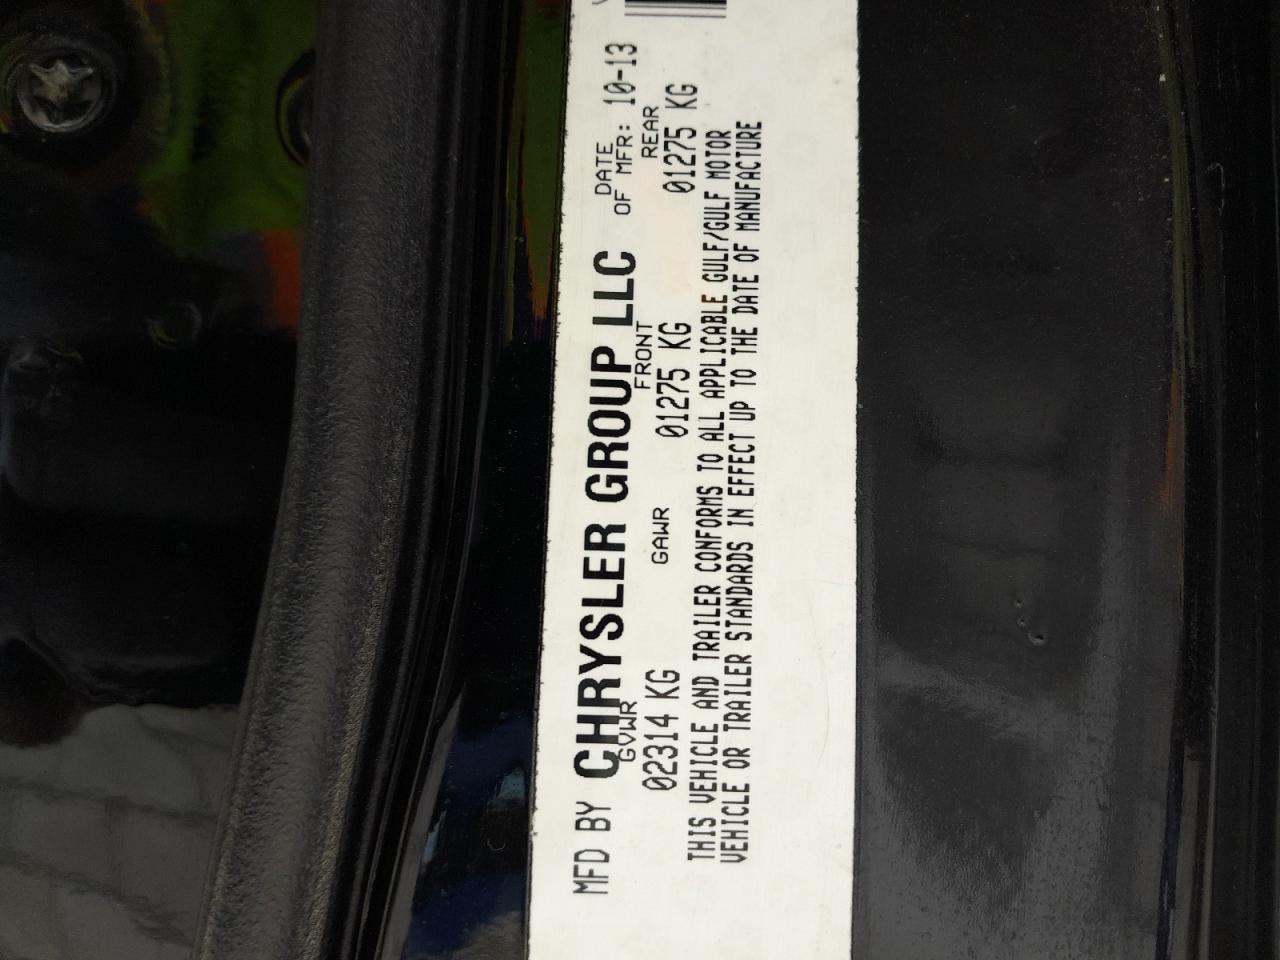 MFD BY CHRYSLER GROUP LLC DATE OF MFR: 10-13
GVWR GAWR FRONT REAR
02314 KG 01275 KG 01275 KG
THIS VEHICLE AND TRAILER CONFORMS TO ALL APPLICABLE GULF/GULF MOTOR
VEHICLE OR TRAILER STANDARDS IN EFFECT UP TO THE DATE OF MANUFACTURE